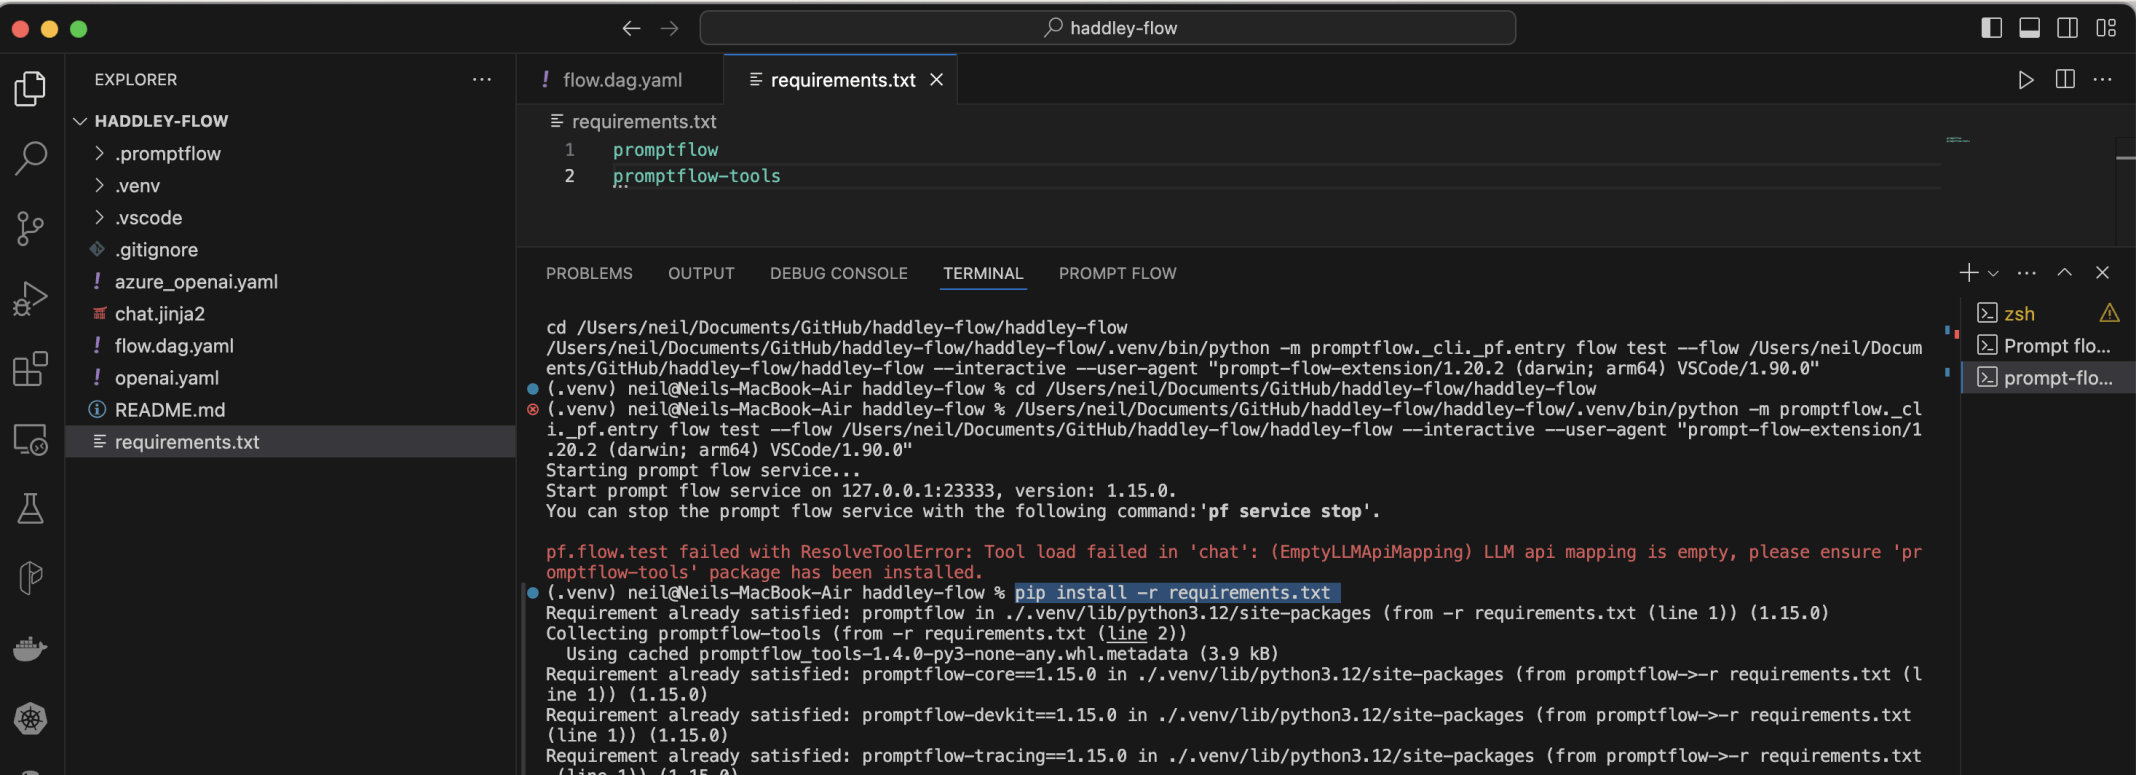 haddley-flow
EXPLORER
HADDLEY-FLOW
.promptflow
.venv
.vscode
.gitignore
azure_openai.yaml
chat.jinja2
flow.dag.yaml
openai.yaml
README.md
requirements.txt
flow.dag.yaml
requirements.txt
requirements.txt
1 promptflow
2 promptflow-tools
PROBLEMS OUTPUT DEBUG CONSOLE TERMINAL PROMPT FLOW
cd /Users/neil/Documents/GitHub/haddley-flow/haddley-flow
/Users/neil/Documents/GitHub/haddley-flow/haddley-flow/.venv/bin/python -m promptflow._cli._pf.entry flow test --flow /Users/neil/Docum
ents/GitHub/haddley-flow/haddley-flow --interactive --user-agent "prompt-flow-extension/1.20.2 (darwin; arm64) VSCode/1.90.0"
(.venv) neil@Neils-MacBook-Air haddley-flow % cd /Users/neil/Documents/GitHub/haddley-flow/haddley-flow
(.venv) neil@Neils-MacBook-Air haddley-flow % /Users/neil/Documents/GitHub/haddley-flow/haddley-flow/.venv/bin/python -m promptflow._cl
i._pf.entry flow test --flow /Users/neil/Documents/GitHub/haddley-flow/haddley-flow --interactive --user-agent "prompt-flow-extension/1
.20.2 (darwin; arm64) VSCode/1.90.0"
Starting prompt flow service...
Start prompt flow service on 127.0.0.1:23333, version: 1.15.0.
You can stop the prompt flow service with the following command:'pf service stop'.
pf.flow.test failed with ResolveToolError: Tool load failed in 'chat': (EmptyLLMApiMapping) LLM api mapping is empty, please ensure 'pr
omptflow-tools' package has been installed.
(.venv) neil@Neils-MacBook-Air haddley-flow % pip install -r requirements.txt
Requirement already satisfied: promptflow in ./.venv/lib/python3.12/site-packages (from -r requirements.txt (line 1)) (1.15.0)
Collecting promptflow-tools (from -r requirements.txt (line 2))
Using cached promptflow_tools-1.4.0-py3-none-any.whl.metadata (3.9 kB)
Requirement already satisfied: promptflow-core==1.15.0 in ./.venv/lib/python3.12/site-packages (from promptflow->-r requirements.txt (l
ine 1)) (1.15.0)
Requirement already satisfied: promptflow-devkit==1.15.0 in ./.venv/lib/python3.12/site-packages (from promptflow->-r requirements.txt
(line 1)) (1.15.0)
Requirement already satisfied: promptflow-tracing==1.15.0 in ./.venv/lib/python3.12/site-packages (from promptflow->-r requirements.txt
(line 1)) (1.15.0)
zsh
Prompt flo...
prompt-flo...